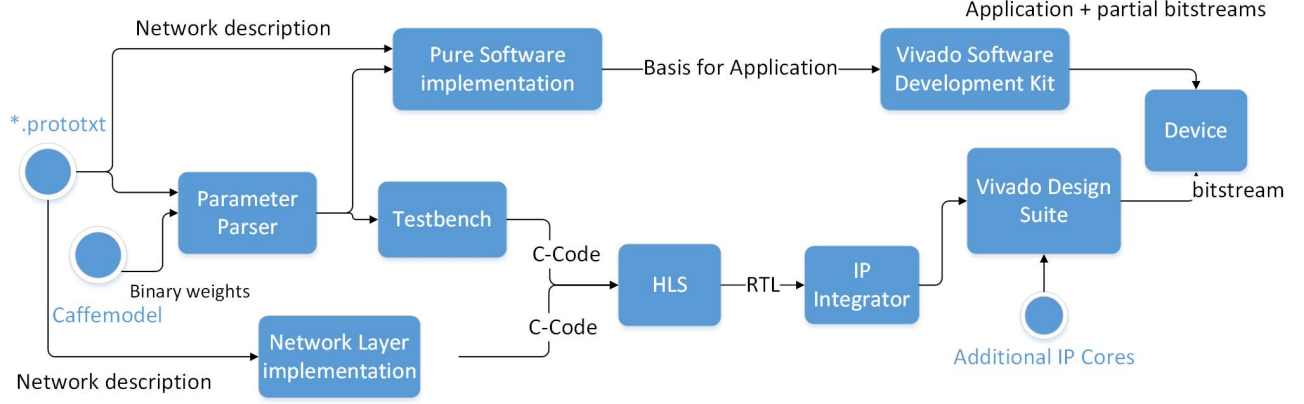 Application + partial bitstreams
Network description
Pure Software
implementation
Basis for Application
Vivado Software
Development Kit
*.prototxt
Device
Parameter
Parser
Testbench
Vivado Design
Suite
bitstream
C-Code
HLS
RTL
IP
Integrator
Binary weights
Caffemodel
C-Code
Network Layer
implementation
Additional IP Cores
Network description